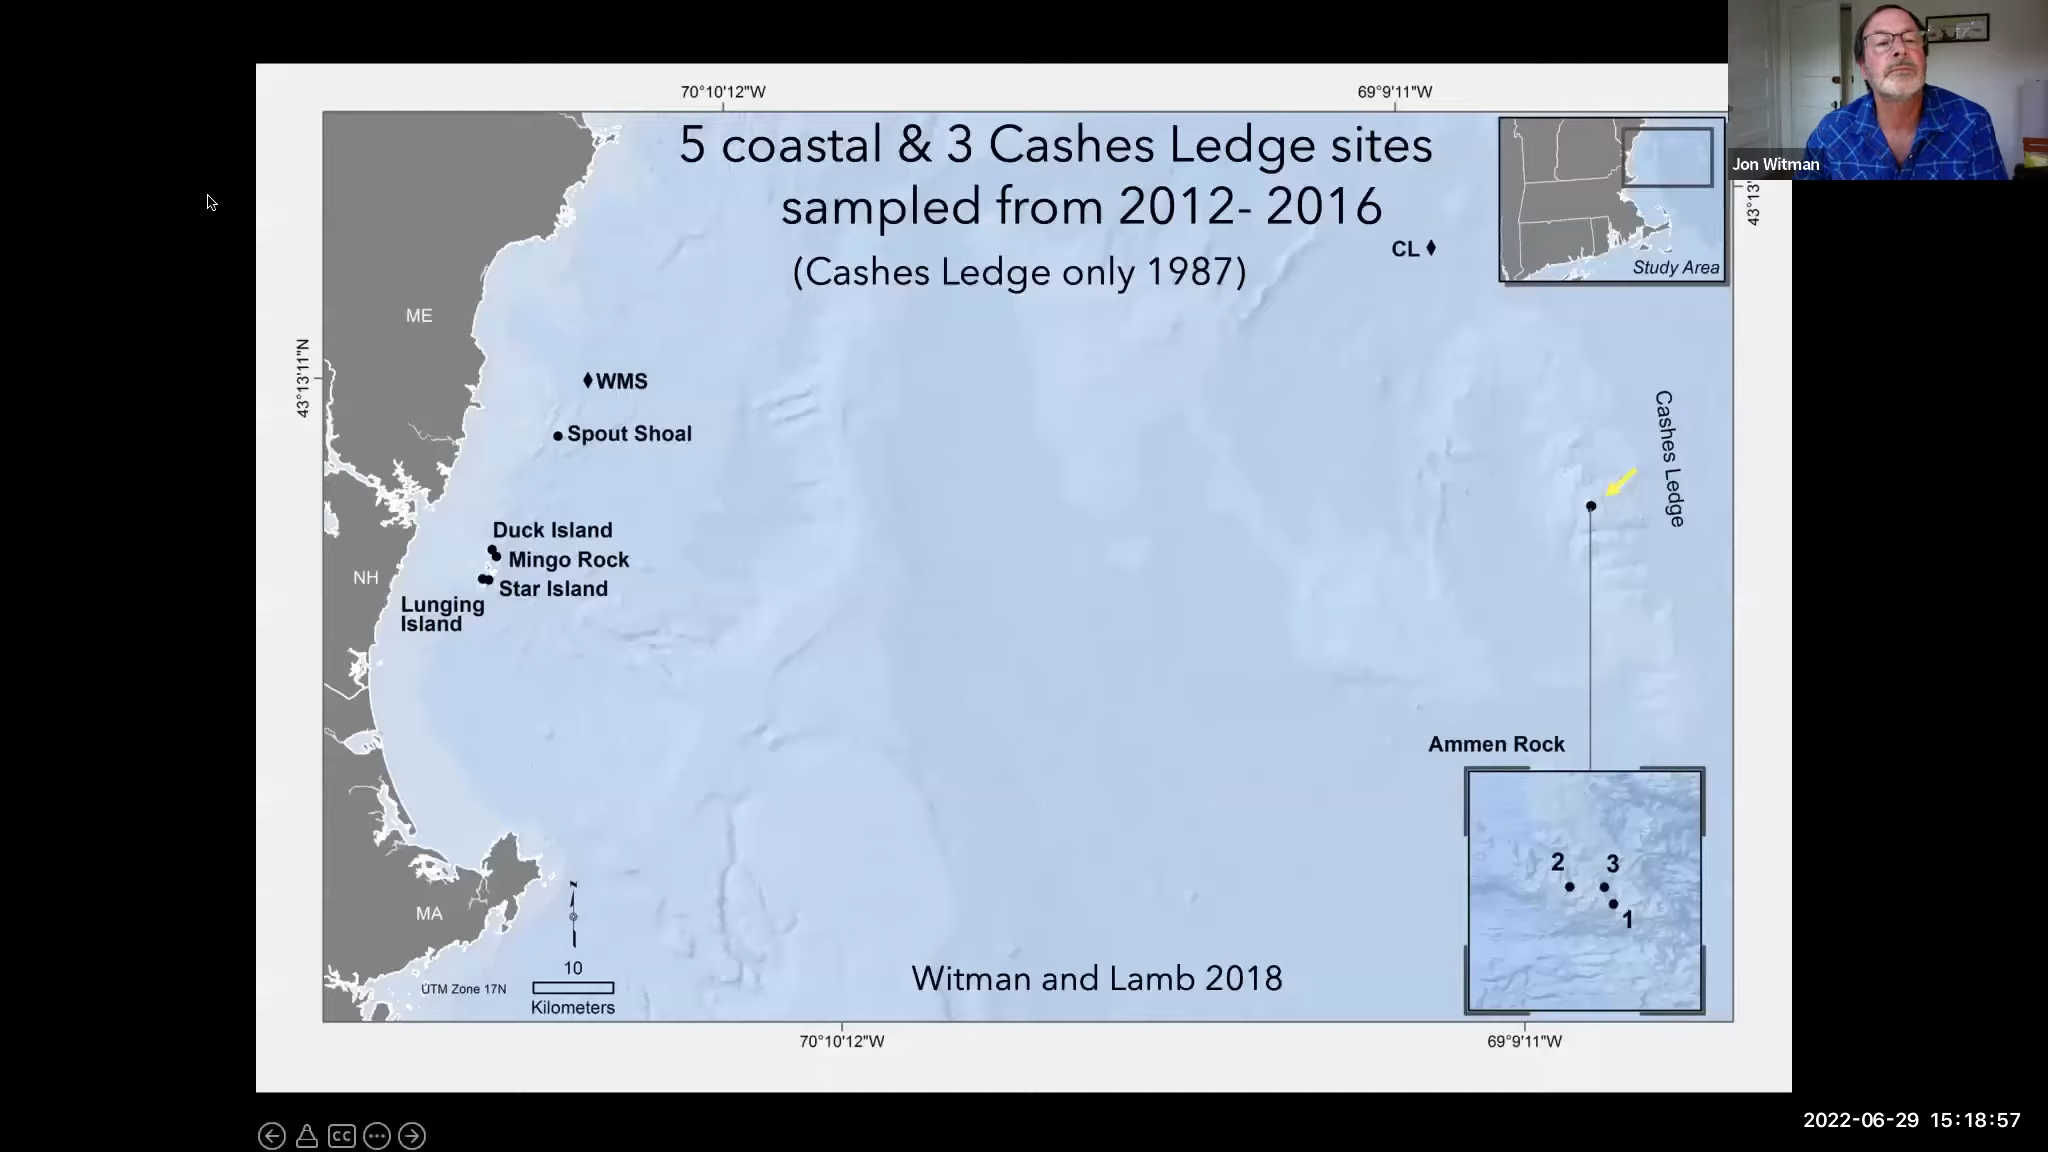 70°10'12"W
69°9'11"W
5 coastal & 3 Cashes Ledge sites
sampled from 2012- 2016
(Cashes Ledge only 1987)
CL
Study Area
Jon Witman
43°13'
ME
43°13'11"N
WMS
Spout Shoal
Cashes Ledge
Duck Island
Mingo Rock
NH
Star Island
Lunging
Island
Ammen Rock
2
3
1
MA
N
10
UTM Zone 17N
Kilometers
Witman and Lamb 2018
70°10'12"W
69°9'11"W
CC
2022-06-29 15:18:57